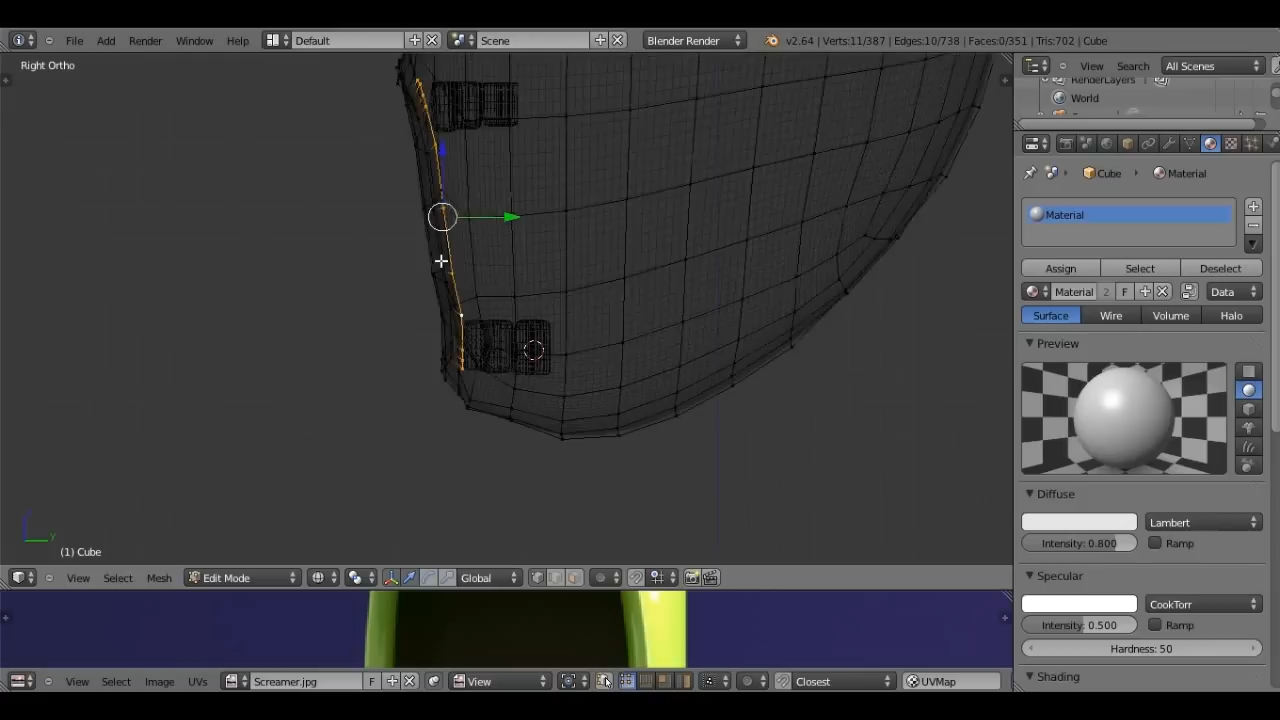 File Add Render Window Help Default Scene Blender Render v2.64 | Verts:11/387 | Edges:10/738 | Faces:0/351 | Tris:702 | Cube
Right Ortho
View Search All Scenes
RenderLayers
World
Cube Material
Material
Assign Select Deselect
Material 2 F Data
Surface Wire Volume Halo
Preview
Diffuse
Lambert
Intensity: 0.800 Ramp
y
(1) Cube
View Select Mesh Edit Mode Global
Specular
CookTorr
Intensity: 0.500 Ramp
Hardness: 50
Shading
View Select Image UVs Screamer.jpg F View Closest UVMap